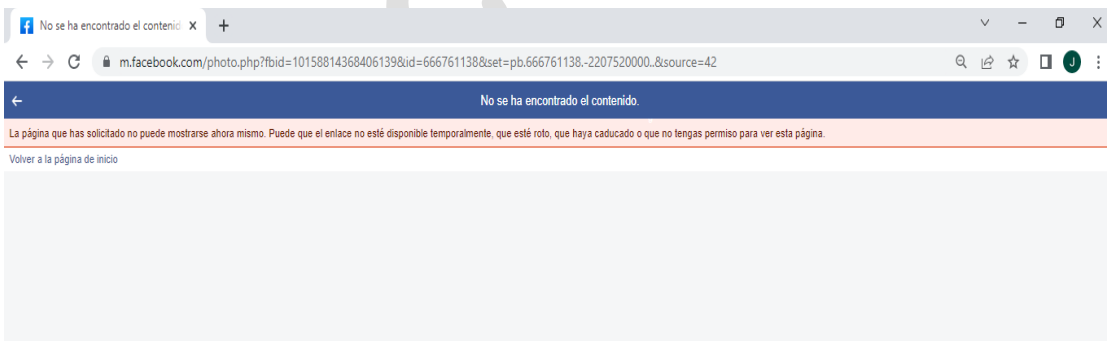 No se ha encontrado el contenid
m.facebook.com/photo.php?fbid=10158814368406139&id=666761138&set=pb.666761138.-2207520000..&source=42
J
No se ha encontrado el contenido.
La página que has solicitado no puede mostrarse ahora mismo. Puede que el enlace no esté disponible temporalmente, que esté roto, que haya caducado o que no tengas permiso para ver esta página.
Volver a la página de inicio